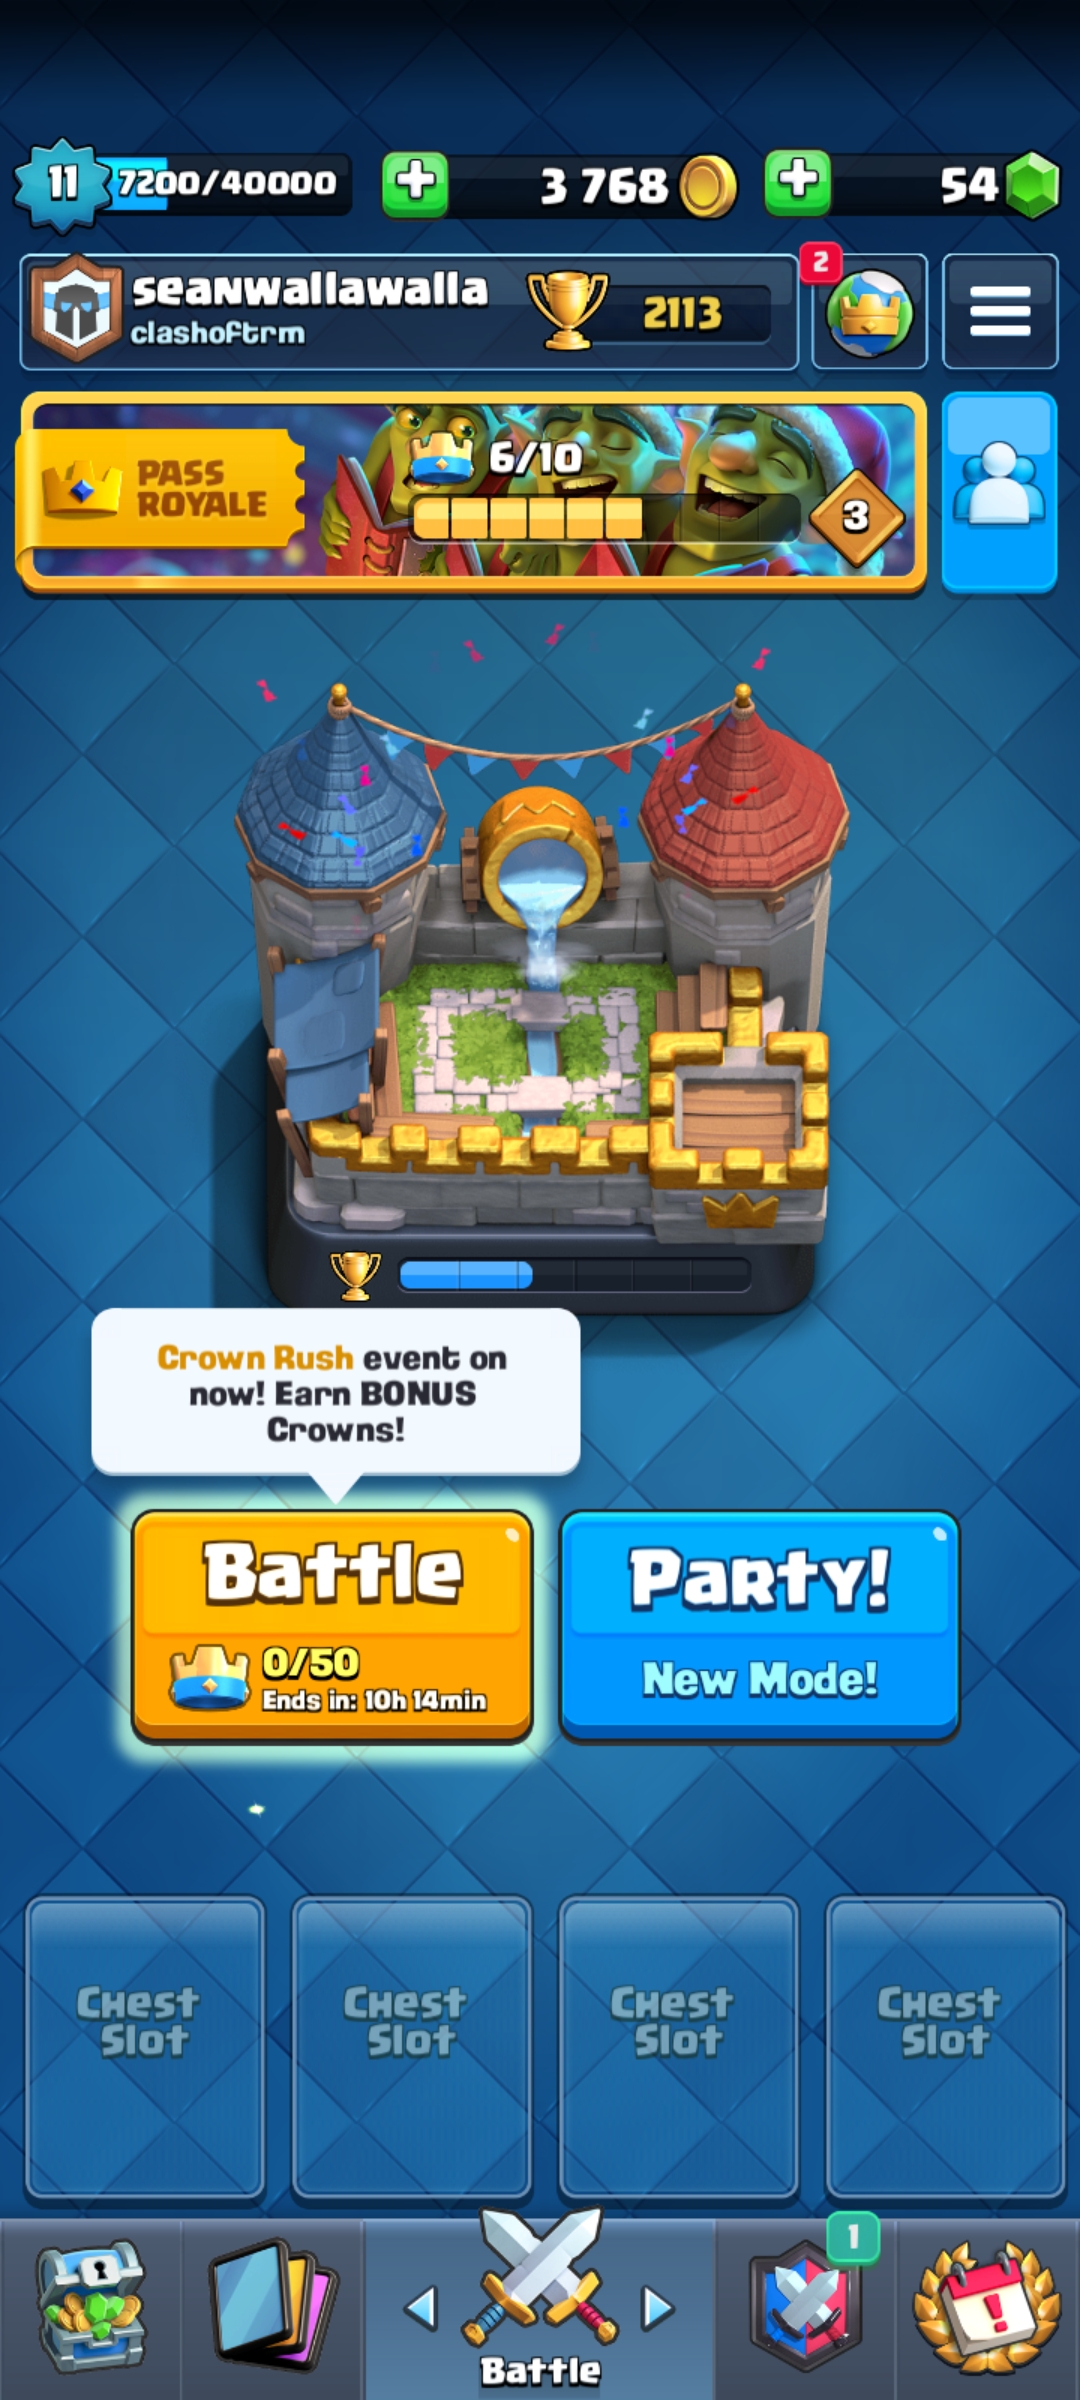 11
7200/40000
3 768
54
seanwallawalla
clashoftrm
2113
2
PASS
ROYALE
6/10
3
Crown Rush event on
now! Earn BONUS
Crowns!
Battle
0/50
Ends in: 10h 14min
Party!
New Mode!
Chest
Slot
Chest
Slot
Chest
Slot
Chest
Slot
1
!
Battle